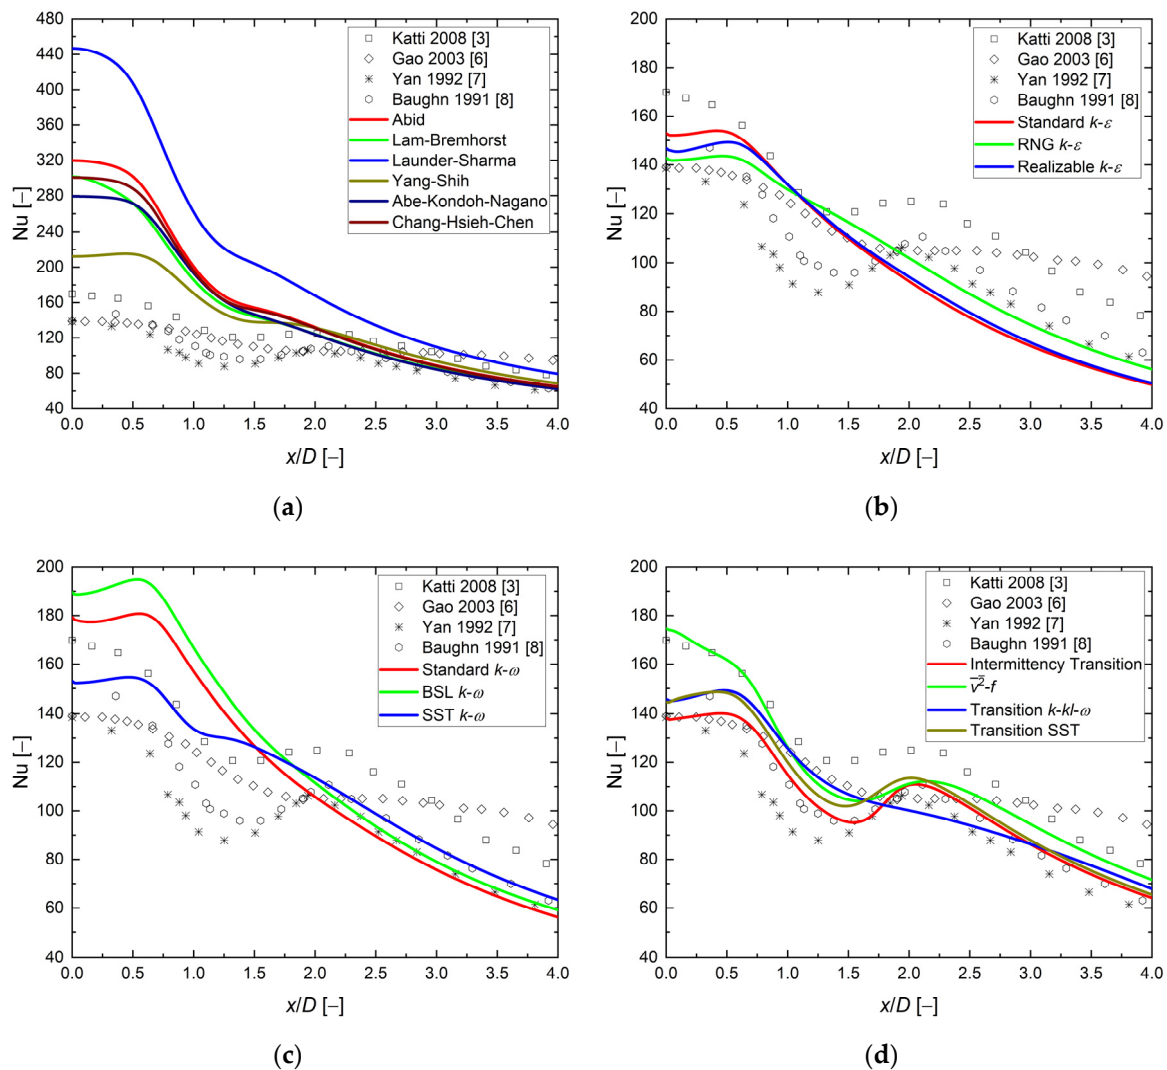 480
440
400
360
320
280
240
200
160
120
80
40
Nu [–]
0.0 0.5 1.0 1.5 2.0 2.5 3.0 3.5 4.0
x/D [–]
Katti 2008 [3]
Gao 2003 [6]
Yan 1992 [7]
Baughn 1991 [8]
Abid
Lam-Bremhorst
Launder-Sharma
Yang-Shih
Abe-Kondoh-Nagano
Chang-Hsieh-Chen
(a)
200
180
160
140
120
100
80
60
40
Nu [–]
0.0 0.5 1.0 1.5 2.0 2.5 3.0 3.5 4.0
x/D [–]
Katti 2008 [3]
Gao 2003 [6]
Yan 1992 [7]
Baughn 1991 [8]
Standard k-ε
RNG k-ε
Realizable k-ε
(b)
200
180
160
140
120
100
80
60
40
Nu [–]
0.0 0.5 1.0 1.5 2.0 2.5 3.0 3.5 4.0
x/D [–]
Katti 2008 [3]
Gao 2003 [6]
Yan 1992 [7]
Baughn 1991 [8]
Standard k-ω
BSL k-ω
SST k-ω
(c)
200
180
160
140
120
100
80
60
40
Nu [–]
0.0 0.5 1.0 1.5 2.0 2.5 3.0 3.5 4.0
x/D [–]
Katti 2008 [3]
Gao 2003 [6]
Yan 1992 [7]
Baughn 1991 [8]
Intermittency Transition
v̅²-f
Transition k-kl-ω
Transition SST
(d)